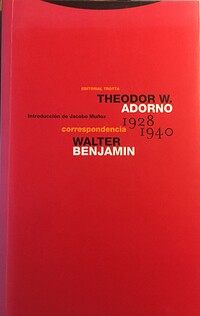 EDITORIAL TROTTA
THEODOR W.
ADORNO
Introducción de Jacobo Muñoz
1928
correspondencia
1940
WALTER
BENJAMIN